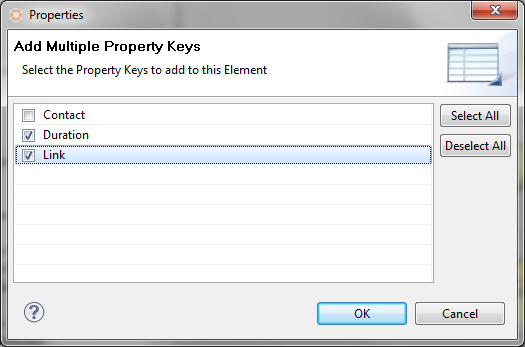 Properties
Add Multiple Property Keys
Select the Property Keys to add to this Element
Contact
Duration
Link
Select All
Deselect All
?
OK
Cancel